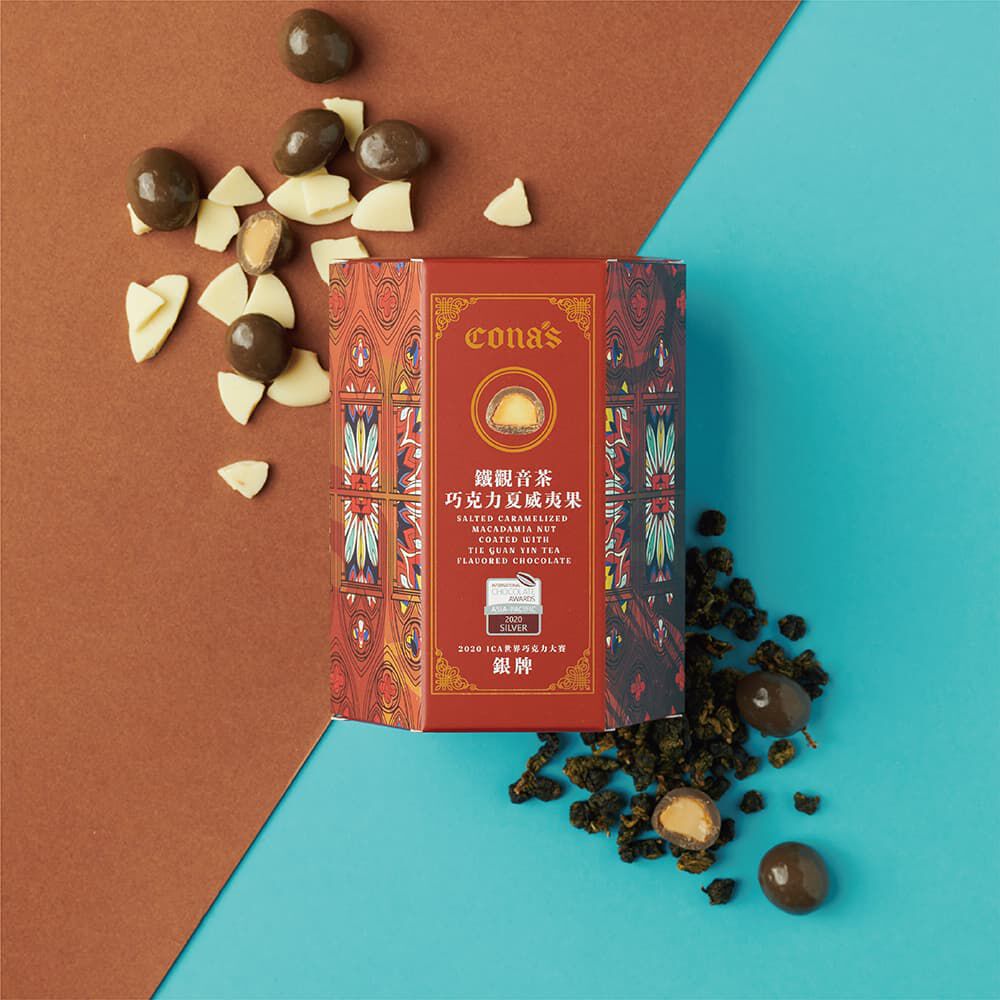 cona's
鐵觀音茶
巧克力夏威夷果
SALTED CARAMELIZED
MACADAMIA NUT
COATED WITH
TIE GUAN YIN TEA
FLAVORED CHOCOLATE
INTERNATIONAL
CHOCOLATE
AWARDS
ASIA-PACIFIC
2020
SILVER
2020 ICA世界巧克力大賽
銀牌